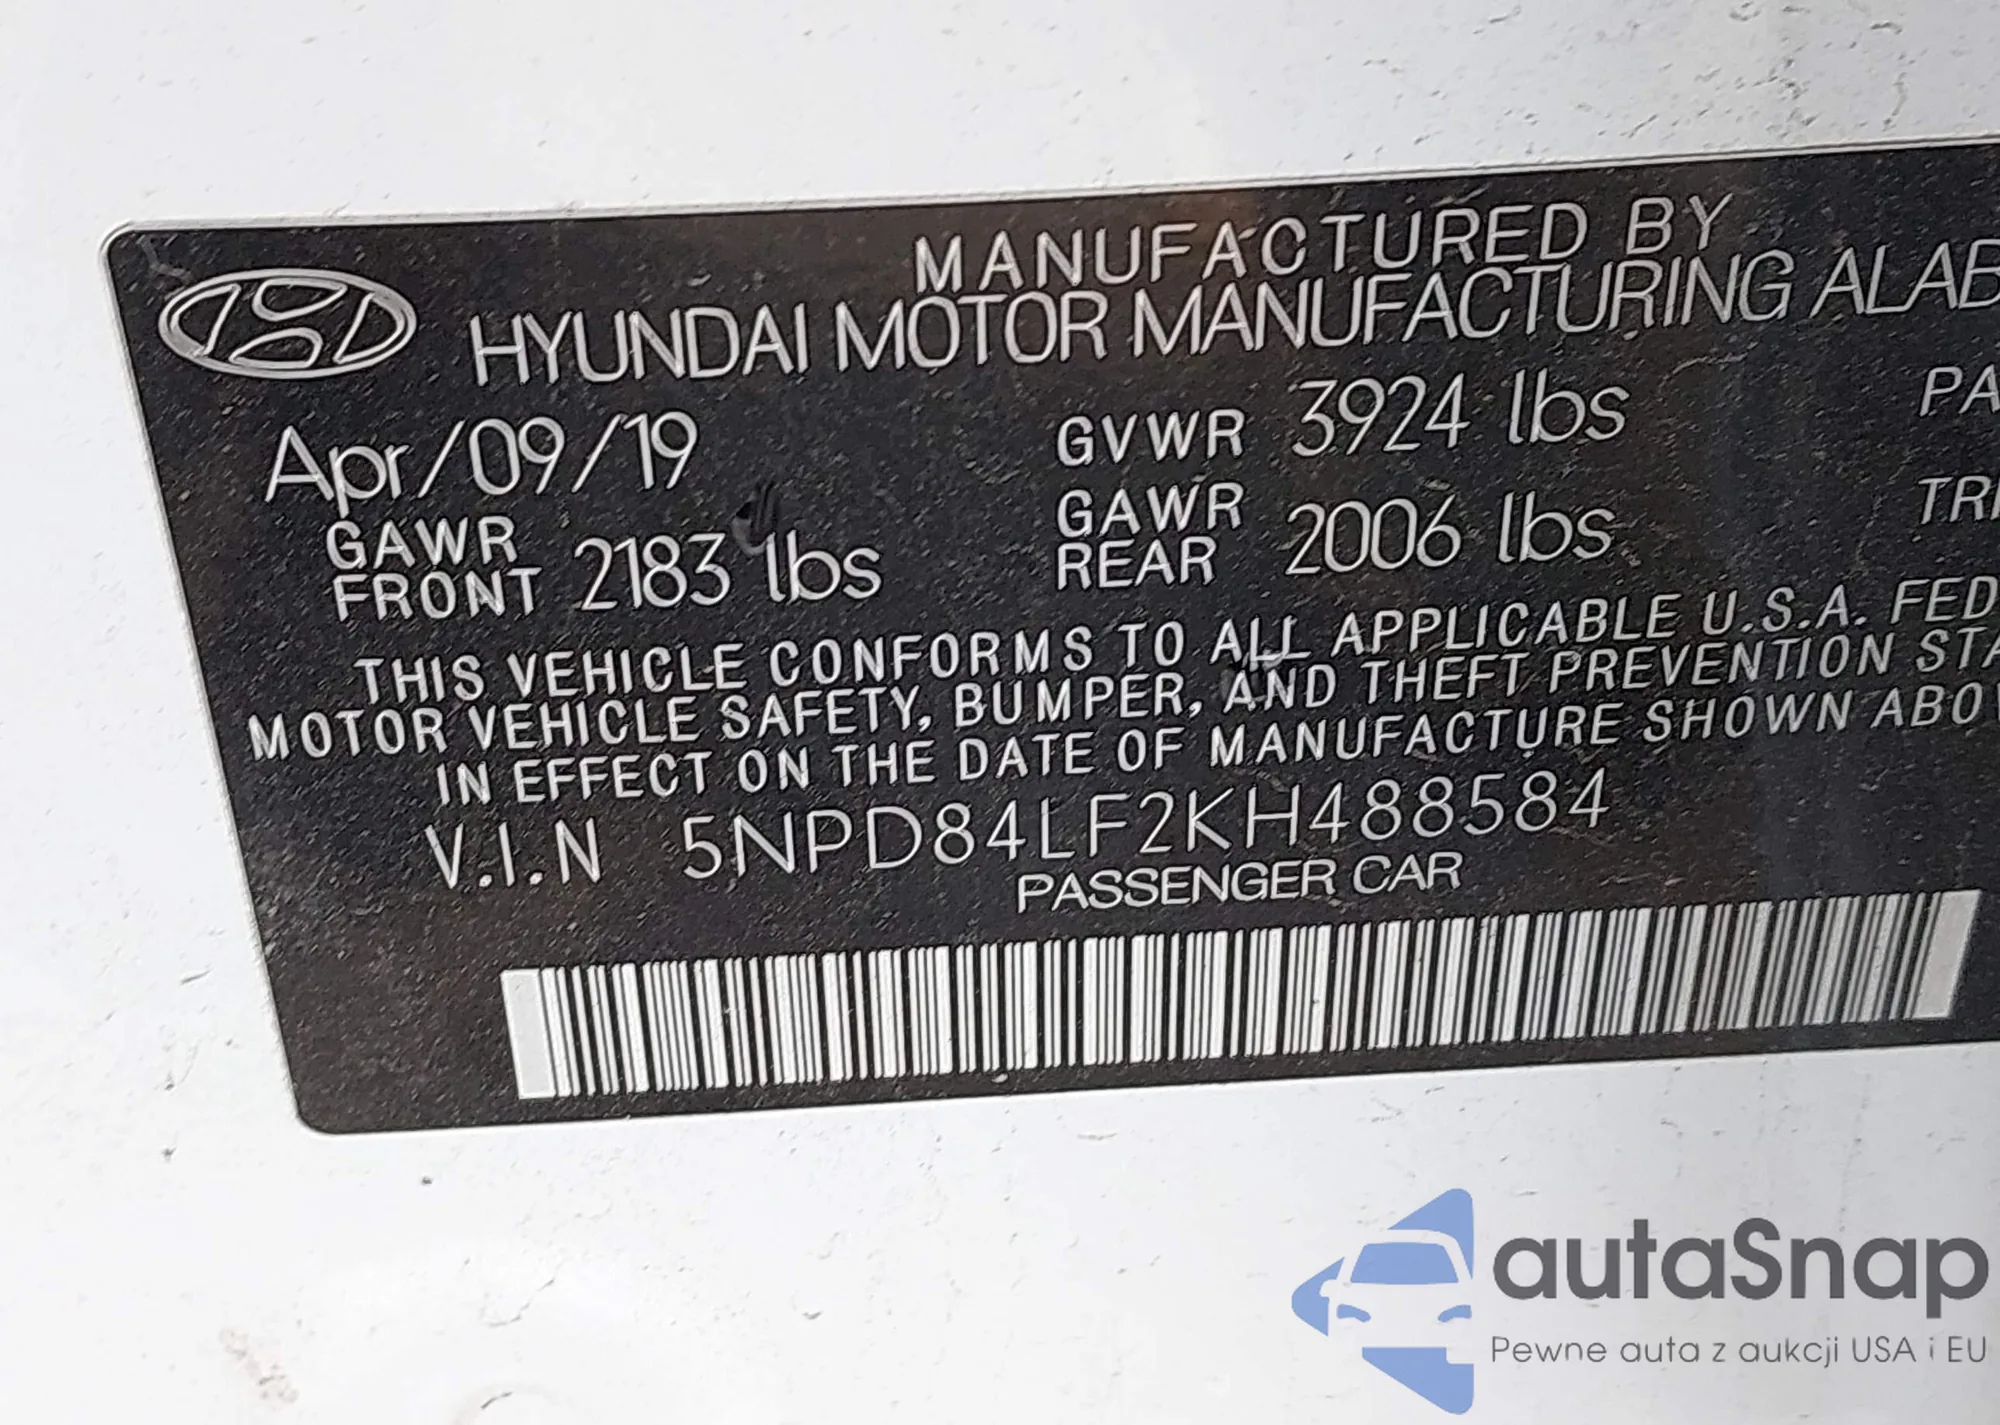 MANUFACTURED BY
HYUNDAI MOTOR MANUFACTURING ALAB
Apr/09/19
GVWR 3924 lbs
PA
GAWR FRONT 2183 lbs
GAWR REAR 2006 lbs
TRI
THIS VEHICLE CONFORMS TO ALL APPLICABLE U.S.A. FED
MOTOR VEHICLE SAFETY, BUMPER, AND THEFT PREVENTION STA
IN EFFECT ON THE DATE OF MANUFACTURE SHOWN ABO
V.I.N 5NPD84LF2KH488584
PASSENGER CAR
autaSnap
Pewne auta z aukcji USA i EU